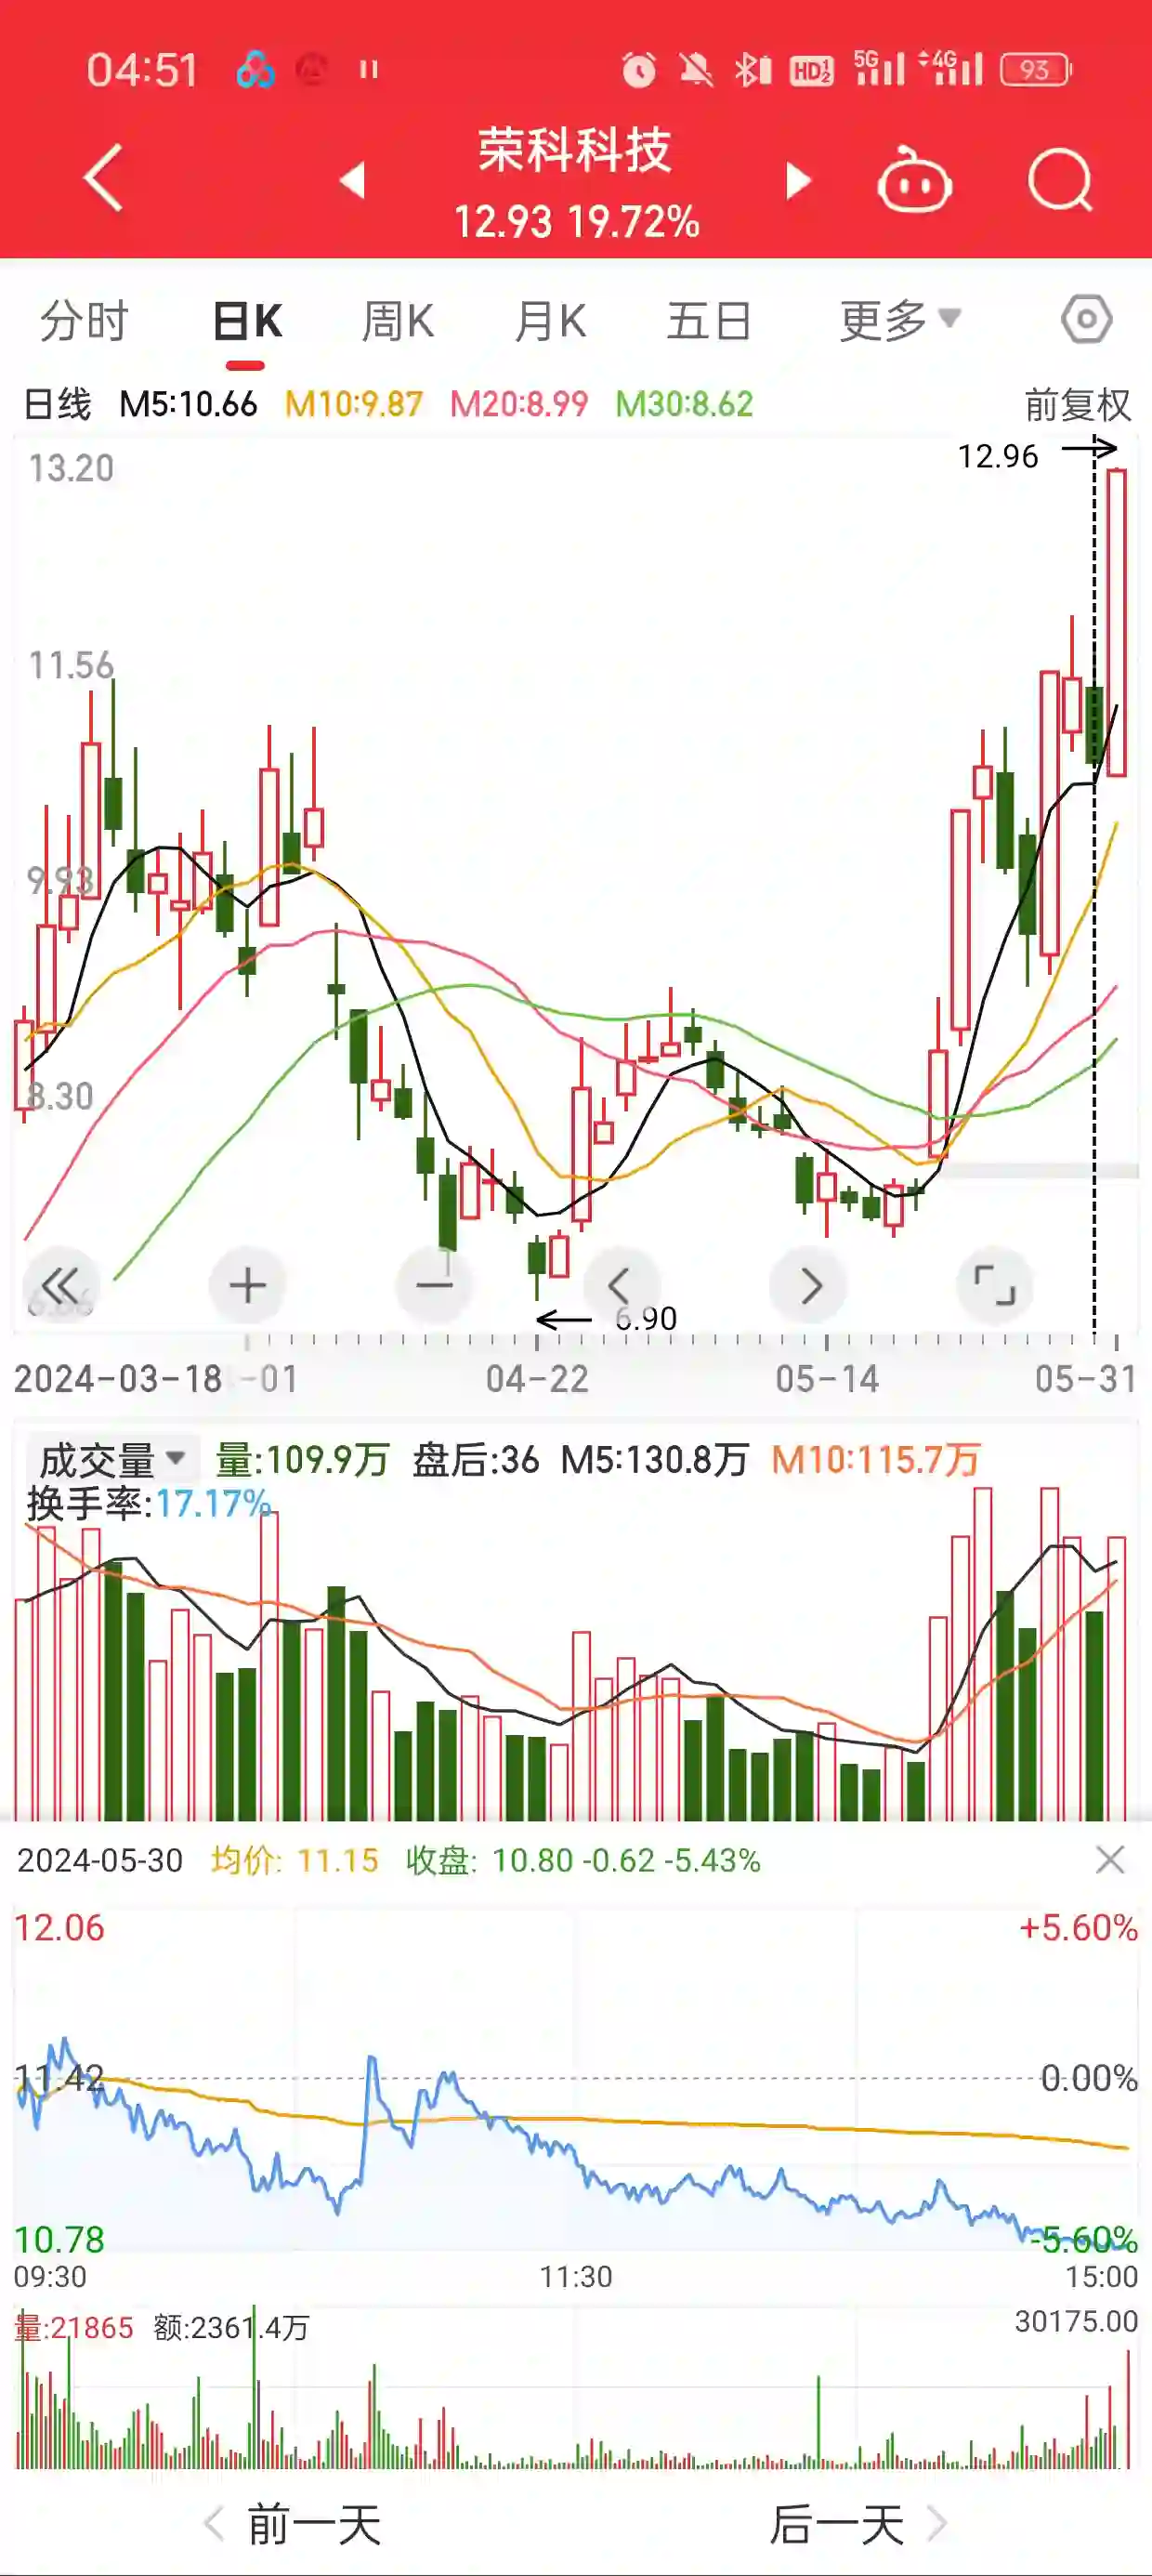 04:51 HD 1 2 5G 4G 93
荣科科技
12.93 19.72%
分时 日K 周K 月K 五日 更多
日线 M5:10.66 M10:9.87 M20:8.99 M30:8.62 前复权
12.96
13.20
11.56
9.93
8.30
6.90
2024-03-18 -01 04-22 05-14 05-31
成交量 量:109.9万 盘后:36 M5:130.8万 M10:115.7万
换手率:17.17%
2024-05-30 均价: 11.15 收盘: 10.80 -0.62 -5.43%
12.06 +5.60%
11.42 0.00%
10.78 -5.60%
09:30 11:30 15:00
量:21865 额:2361.4万 30175.00
前一天 后一天